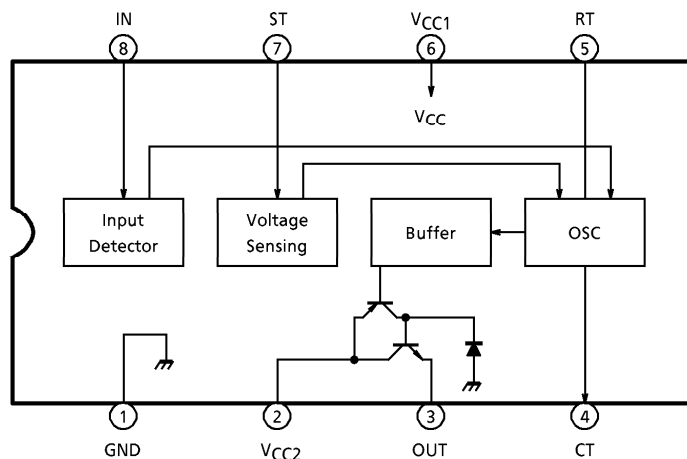 IN ST VCC1 RT
8 7 6 5
VCC
Input Detector
Voltage Sensing
Buffer
OSC
1 2 3 4
GND VCC2 OUT CT